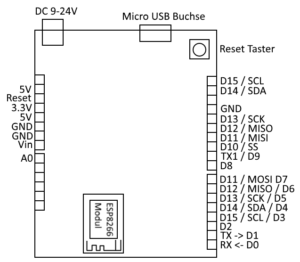 DC 9-24V
Micro USB Buchse
Reset Taster
5V
Reset
3.3V
5V
GND
GND
Vin
A0
ESP8266
Modul
D15 / SCL
D14 / SDA
GND
D13 / SCK
D12 / MISO
D11 / MISI
D10 / SS
TX1 / D9
D8
D11 / MOSI D7
D12 / MISO / D6
D13 / SCK / D5
D14 / SDA / D4
D15 / SCL / D3
D2
TX -> D1
RX <- D0